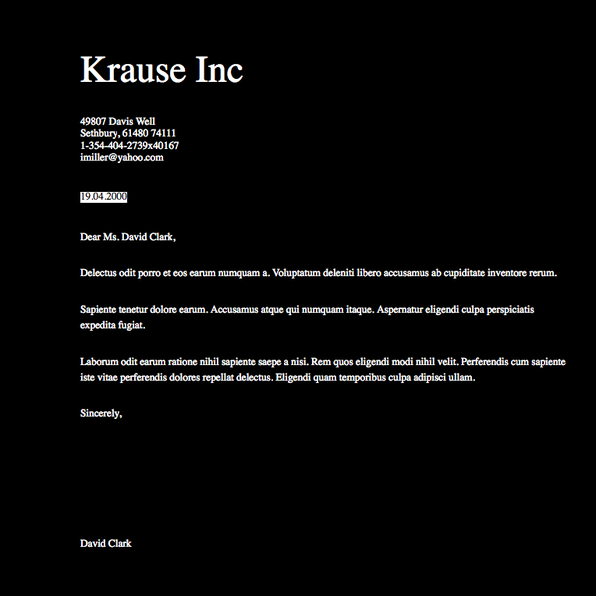 Krause Inc
49807 Davis Well
Sethbury, 61480 74111
1-354-404-2739x40167
imiller@yahoo.com
19.04.2000
Dear Ms. David Clark,
Delectus odit porro et eos earum numquam a. Voluptatum deleniti libero accusamus ab cupiditate inventore rerum.
Sapiente tenetur dolore earum. Accusamus atque qui numquam itaque. Aspernatur eligendi culpa perspiciatis
expedita fugiat.
Laborum odit earum ratione nihil sapiente saepe a nisi. Rem quos eligendi modi nihil velit. Perferendis cum sapiente
iste vitae perferendis dolores repellat delectus. Eligendi quam temporibus culpa adipisci ullam.
Sincerely,
David Clark